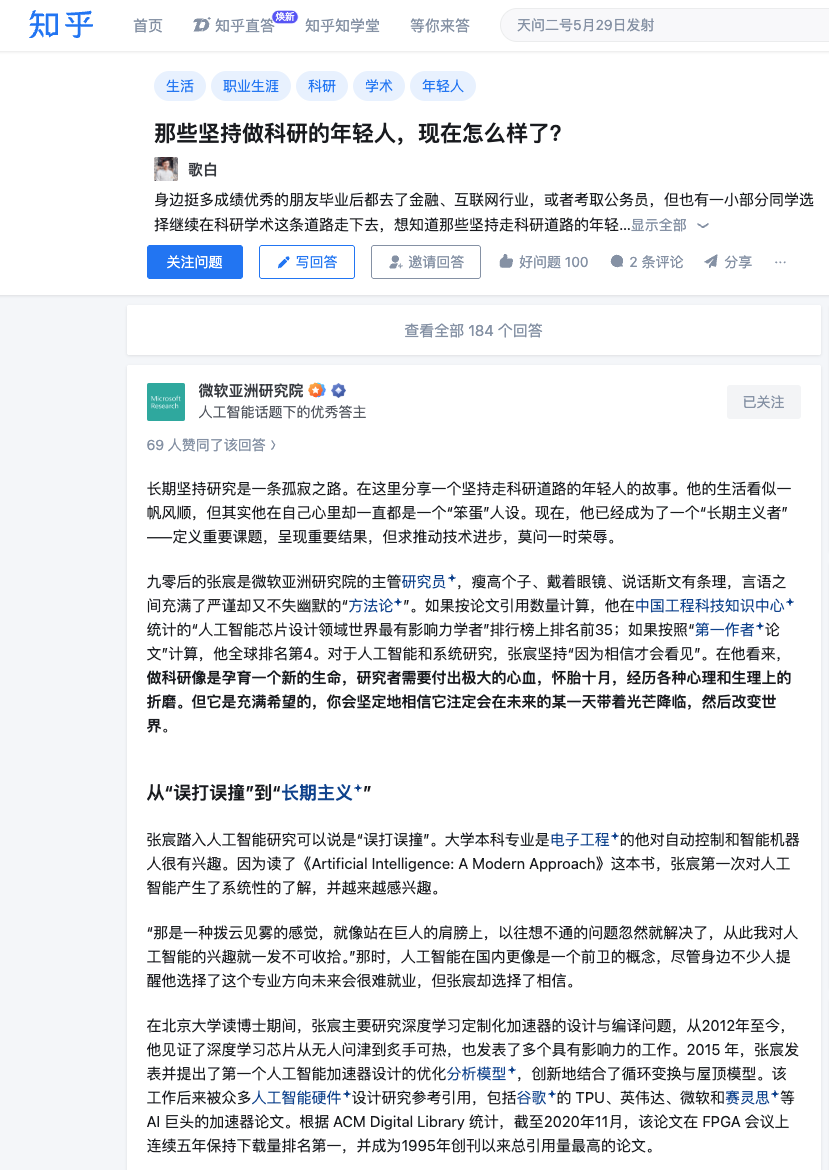 知乎 首页 知乎直答 焕新 知乎知学堂 等你来答 天问二号5月29日发射
生活 职业生涯 科研 学术 年轻人
那些坚持做科研的年轻人，现在怎么样了？
歌白
身边挺多成绩优秀的朋友毕业后都去了金融、互联网行业，或者考取公务员，但也有一小部分同学选
择继续在科研学术这条道路走下去，想知道那些坚持走科研道路的年轻...显示全部
关注问题 写回答 邀请回答 好问题 100 2 条评论 分享 ...
查看全部 184 个回答
Microsoft
Research
微软亚洲研究院
人工智能话题下的优秀答主
已关注
69 人赞同了该回答 >
长期坚持研究是一条孤寂之路。在这里分享一个坚持走科研道路的年轻人的故事。他的生活看似一
帆风顺，但其实他在自己心里却一直都是一个“笨蛋”人设。现在，他已经成为了一个“长期主义者”
——定义重要课题，呈现重要结果，但求推动技术进步，莫问一时荣辱。
九零后的张宸是微软亚洲研究院的主管研究员，瘦高个子、戴着眼镜、说话斯文有条理，言语之
间充满了严谨却又不失幽默的“方法论”。如果按论文引用数量计算，他在中国工程科技知识中心
统计的“人工智能芯片设计领域世界最有影响力学者”排行榜上排名前35；如果按照“第一作者论
文”计算，他全球排名第4。对于人工智能和系统研究，张宸坚持“因为相信才会看见”。在他看来，
做科研像是孕育一个新的生命，研究者需要付出极大的心血，怀胎十月，经历各种心理和生理上的
折磨。但它是充满希望的，你会坚定地相信它注定会在未来的某一天带着光芒降临，然后改变世
界。
从“误打误撞”到“长期主义”
张宸踏入人工智能研究可以说是“误打误撞”。大学本科专业是电子工程的他对自动控制和智能机器
人很有兴趣。因为读了《Artificial Intelligence: A Modern Approach》这本书，张宸第一次对人工
智能产生了系统性的了解，并越来越感兴趣。
“那是一种拨云见雾的感觉，就像站在巨人的肩膀上，以往想不通的问题忽然就解决了，从此我对人
工智能的兴趣就一发不可收拾。”那时，人工智能在国内更像是一个前卫的概念，尽管身边不少人提
醒他选择了这个专业方向未来会很难就业，但张宸却选择了相信。
在北京大学读博士期间，张宸主要研究深度学习定制化加速器的设计与编译问题，从2012年至今，
他见证了深度学习芯片从无人问津到炙手可热，也发表了多个具有影响力的工作。2015 年，张宸发
表并提出了第一个人工智能加速器设计的优化分析模型，创新地结合了循环变换与屋顶模型。该
工作后来被众多人工智能硬件设计研究参考引用，包括谷歌的 TPU、英伟达、微软和赛灵思等
AI 巨头的加速器论文。根据 ACM Digital Library 统计，截至2020年11月，该论文在 FPGA 会议上
连续五年保持下载量排名第一，并成为1995年创刊以来总引用量最高的论文。